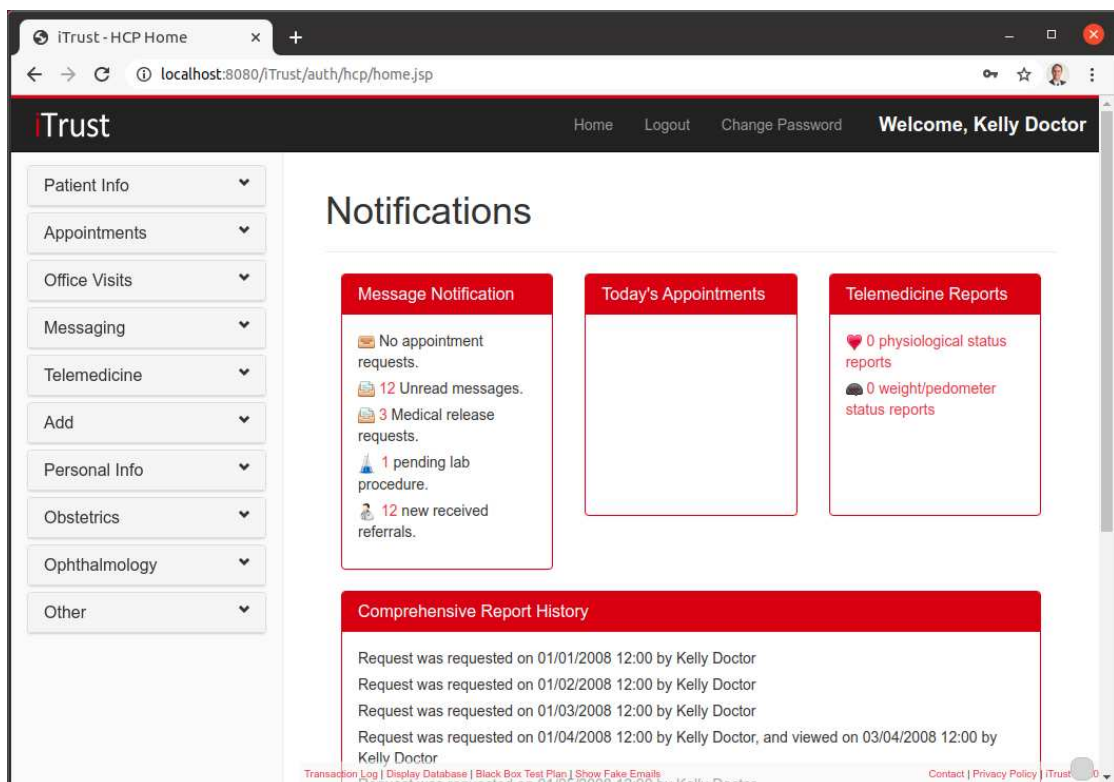 iTrust - HCP Home
localhost:8080/iTrust/auth/hcp/home.jsp
iTrust
Home Logout Change Password Welcome, Kelly Doctor
Patient Info
Appointments
Office Visits
Messaging
Telemedicine
Add
Personal Info
Obstetrics
Ophthalmology
Other
Notifications
Message Notification
No appointment
requests.
12 Unread messages.
3 Medical release
requests.
1 pending lab
procedure.
12 new received
referrals.
Today's Appointments
Telemedicine Reports
0 physiological status
reports
0 weight/pedometer
status reports
Comprehensive Report History
Request was requested on 01/01/2008 12:00 by Kelly Doctor
Request was requested on 01/02/2008 12:00 by Kelly Doctor
Request was requested on 01/03/2008 12:00 by Kelly Doctor
Request was requested on 01/04/2008 12:00 by Kelly Doctor, and viewed on 03/04/2008 12:00 by
Kelly Doctor
Transaction Log | Display Database | Black Box Test Plan | Show Fake Emails
Contact | Privacy Policy | iTrust